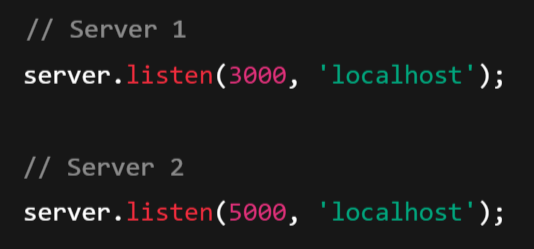 // Server 1
server.listen(3000, 'localhost');
// Server 2
server.listen(5000, 'localhost');